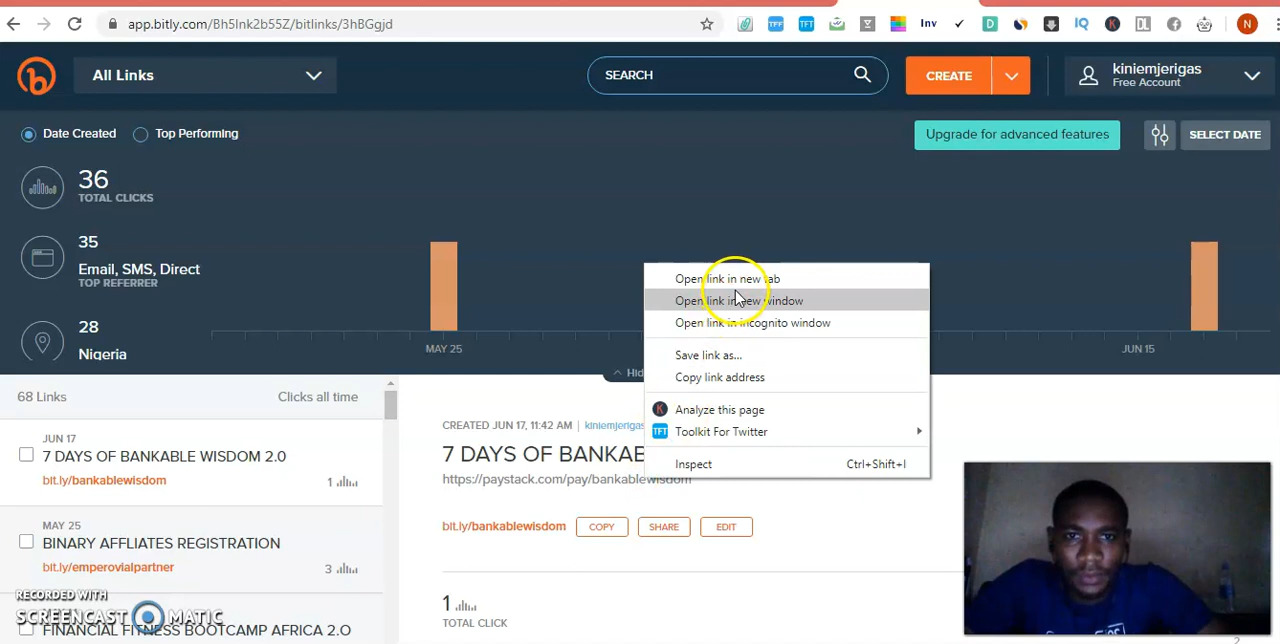 app.bitly.com/Bh5Ink2b55Z/bitlinks/3hBGgjd
Inv
IQ
N
All Links
SEARCH
CREATE
kiniemjerigas
Free Account
Date Created
Top Performing
Upgrade for advanced features
SELECT DATE
36
TOTAL CLICKS
35
Email, SMS, Direct
TOP REFERRER
28
Nigeria
MAY 25
JUN 15
Open link in new tab
Open link in new window
Open link in incognito window
Save link as...
Copy link address
Analyze this page
Toolkit For Twitter
Inspect Ctrl+Shift+I
68 Links
Clicks all time
JUN 17
7 DAYS OF BANKABLE WISDOM 2.0
bit.ly/bankablewisdom
1
MAY 25
BINARY AFFLIATES REGISTRATION
bit.ly/emperovialpartner
3
FINANCIAL FITNESS BOOTCAMP AFRICA 2.0
CREATED JUN 17, 11:42 AM | kiniemjerigas
7 DAYS OF BANKAB
https://paystack.com/pay/bankablewisdom
bit.ly/bankablewisdom COPY SHARE EDIT
1
TOTAL CLICK
RECORDED WITH
SCREENCAST MATIC